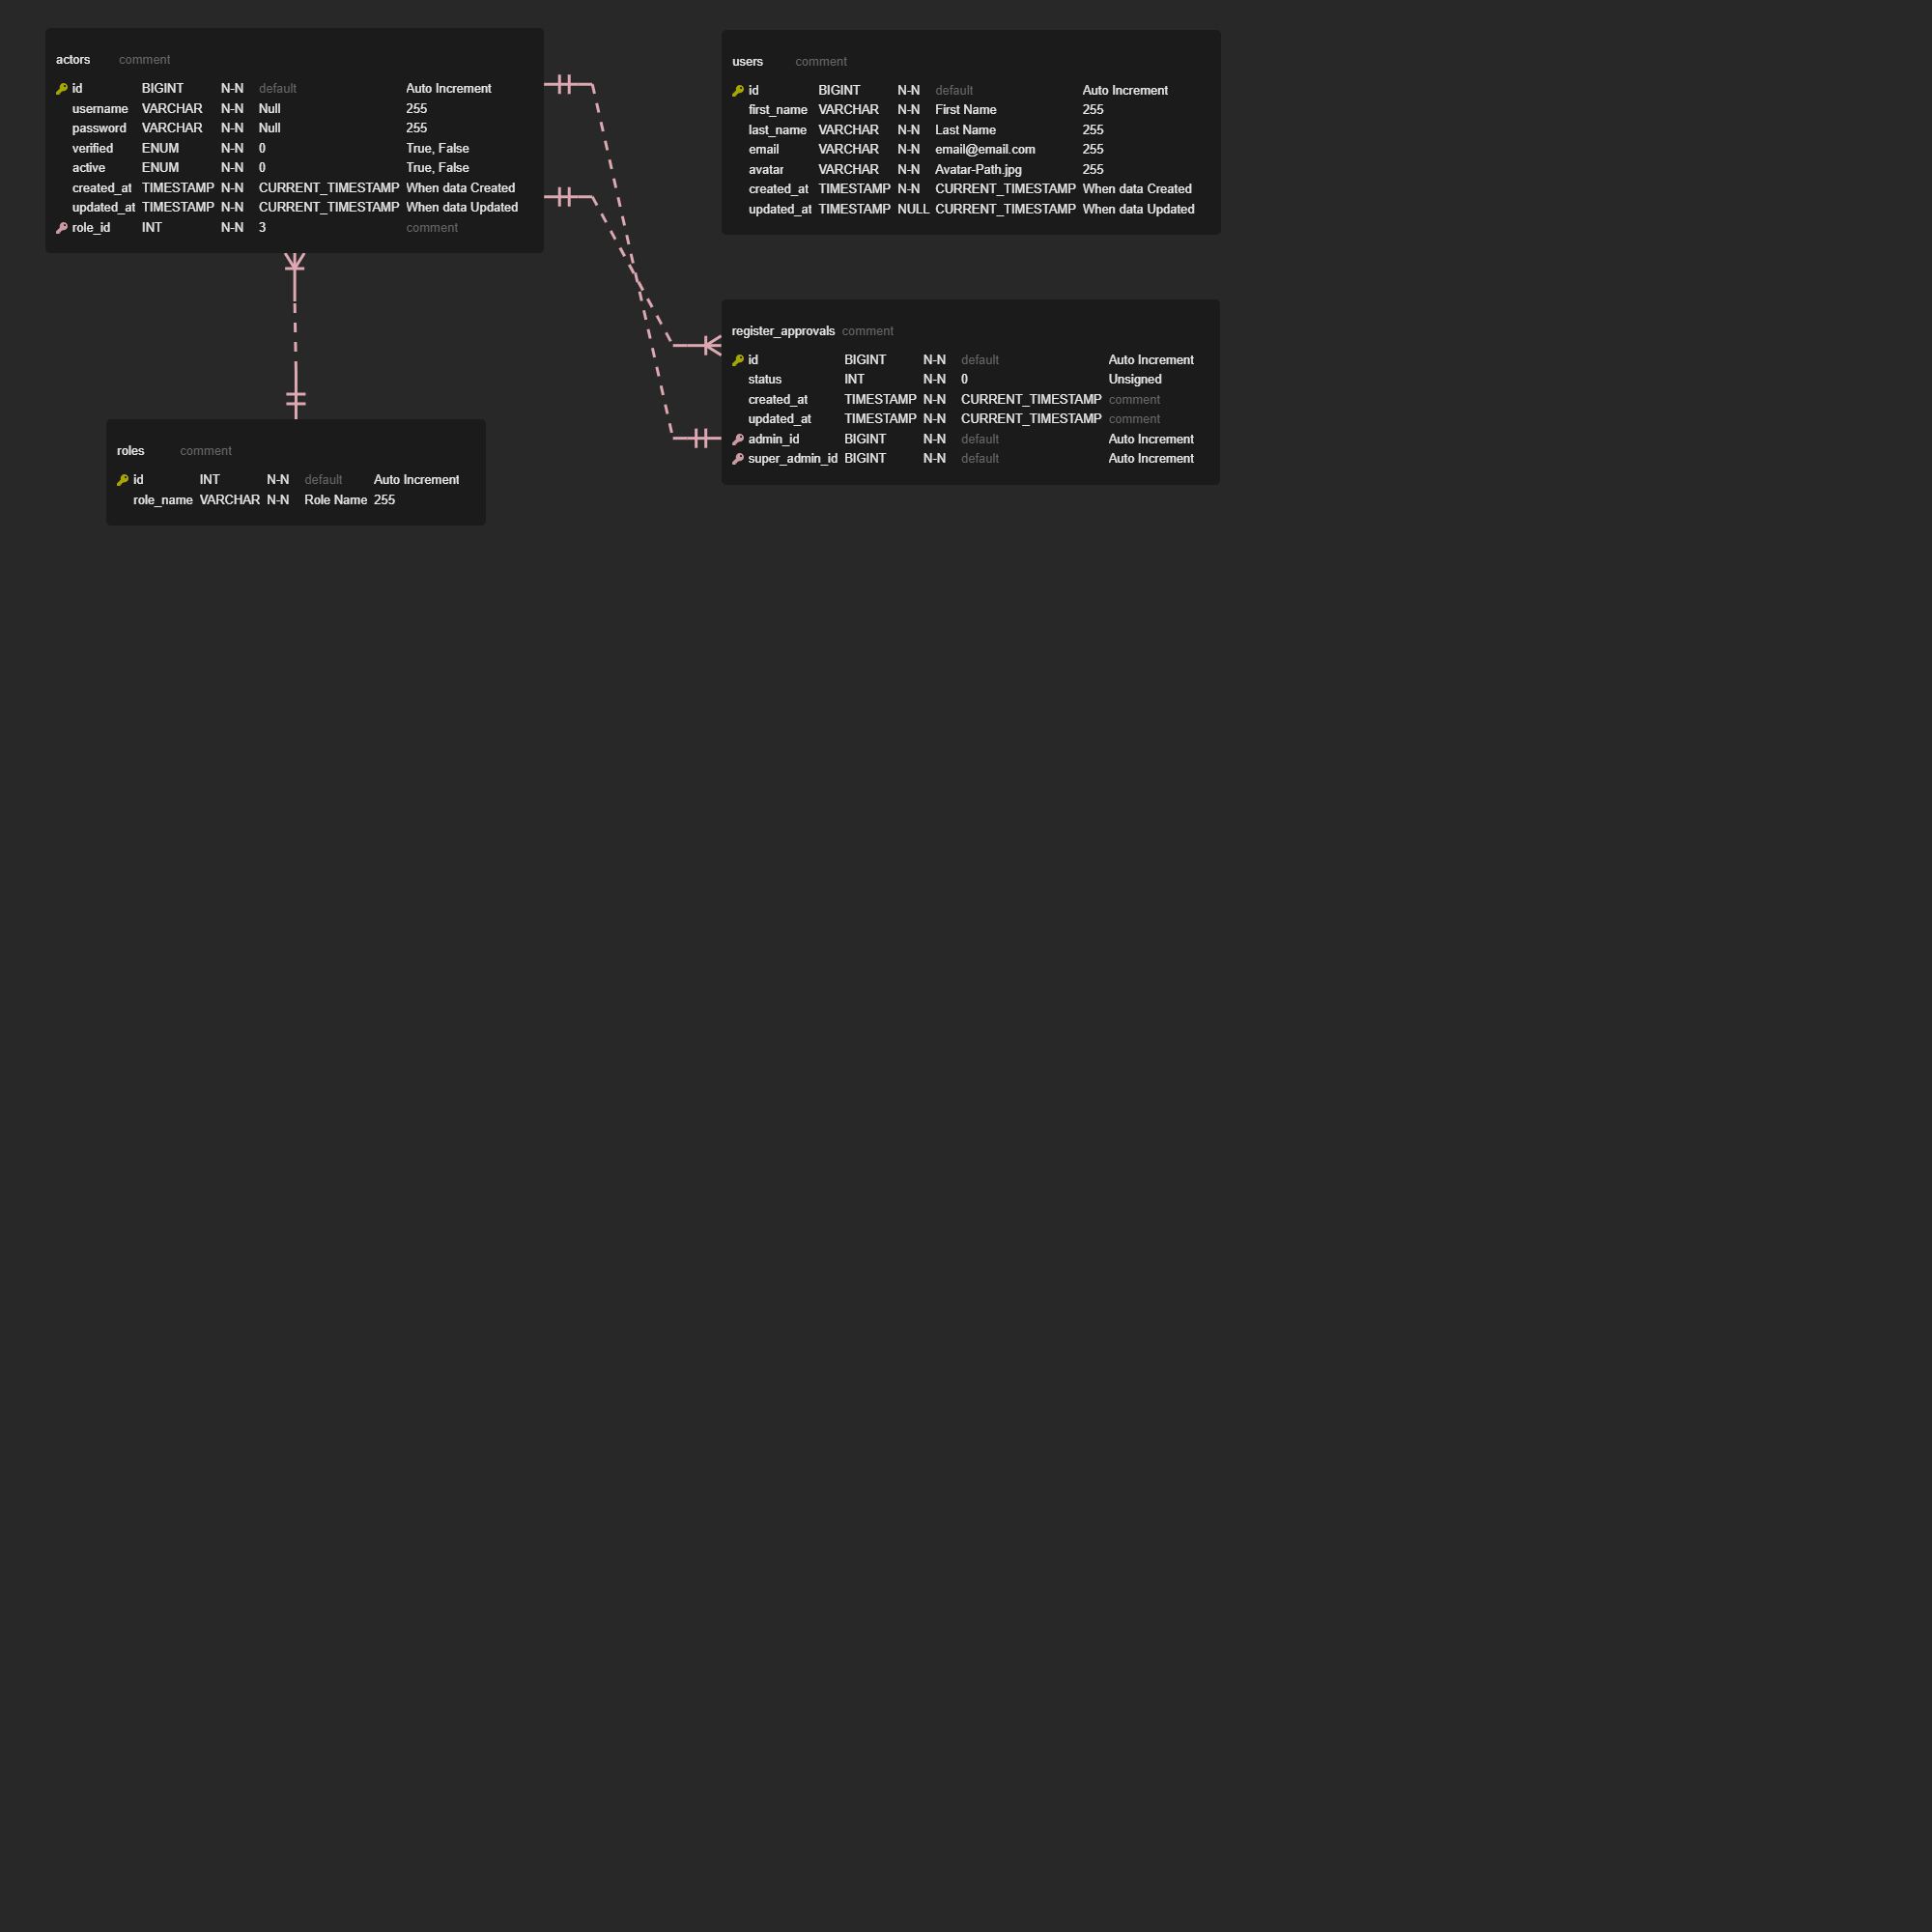 actors comment
id BIGINT N-N default Auto Increment
username VARCHAR N-N Null 255
password VARCHAR N-N Null 255
verified ENUM N-N 0 True, False
active ENUM N-N 0 True, False
created_at TIMESTAMP N-N CURRENT_TIMESTAMP When data Created
updated_at TIMESTAMP N-N CURRENT_TIMESTAMP When data Updated
role_id INT N-N 3 comment
users comment
id BIGINT N-N default Auto Increment
first_name VARCHAR N-N First Name 255
last_name VARCHAR N-N Last Name 255
email VARCHAR N-N email@email.com 255
avatar VARCHAR N-N Avatar-Path.jpg 255
created_at TIMESTAMP N-N CURRENT_TIMESTAMP When data Created
updated_at TIMESTAMP NULL CURRENT_TIMESTAMP When data Updated
register_approvals comment
id BIGINT N-N default Auto Increment
status INT N-N 0 Unsigned
created_at TIMESTAMP N-N CURRENT_TIMESTAMP comment
updated_at TIMESTAMP N-N CURRENT_TIMESTAMP comment
admin_id BIGINT N-N default Auto Increment
super_admin_id BIGINT N-N default Auto Increment
roles comment
id INT N-N default Auto Increment
role_name VARCHAR N-N Role Name 255